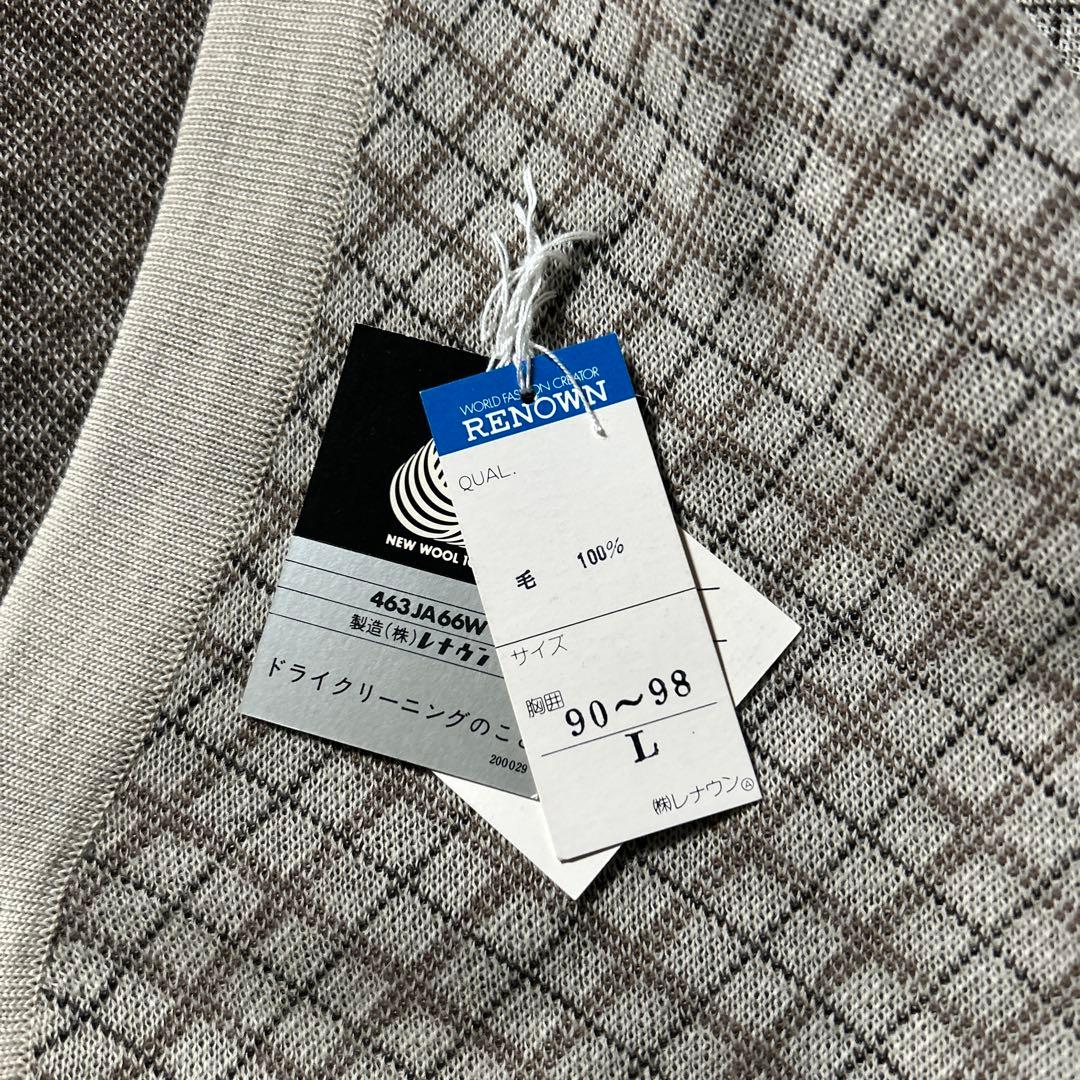 WORLD FASHION CREATOR
RENOWN
QUAL.
毛 100%
サイズ
胸囲 90～98
L
㈱レナウンⒶ
NEW WOOL
463JA66W
製造(株)レナウン
ドライクリーニングのこ
200029